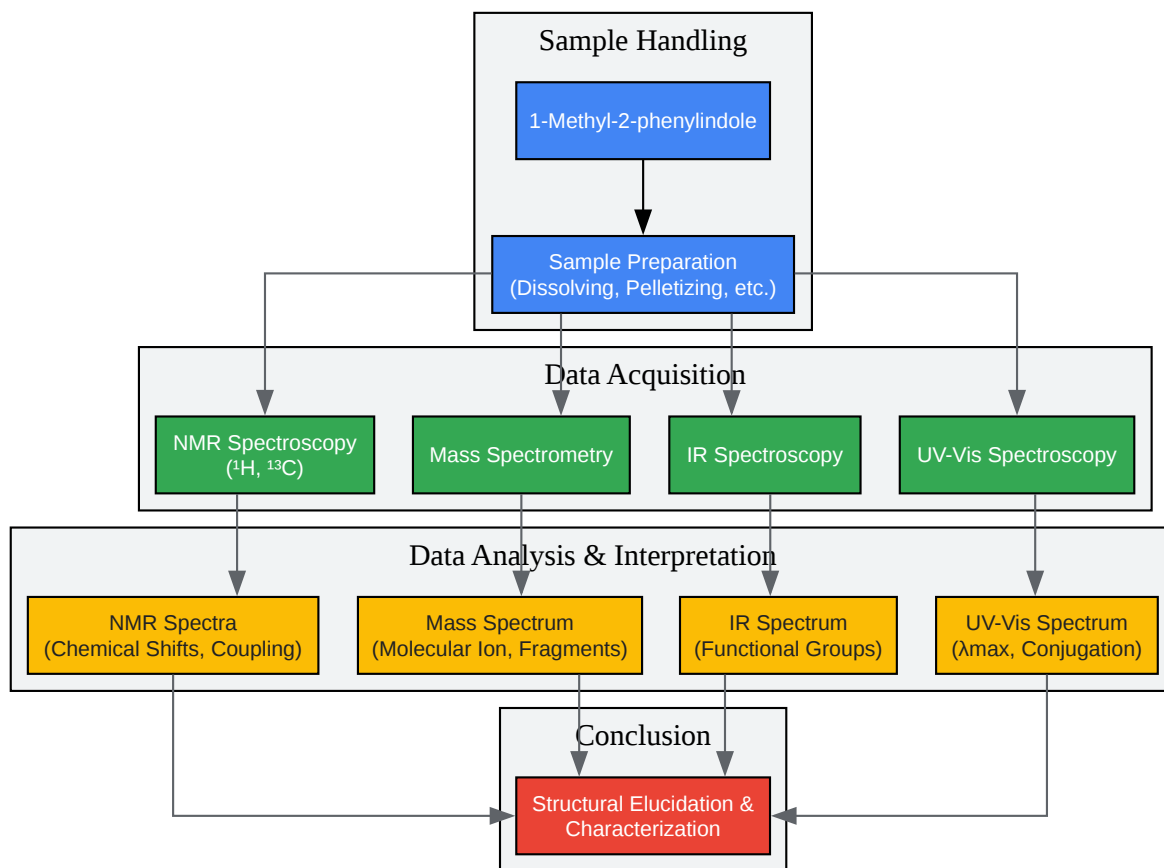 Sample Handling
1-Methyl-2-phenylindole
Sample Preparation
(Dissolving, Pelletizing, etc.)
Data Acquisition
NMR Spectroscopy
(¹H, ¹³C)
Mass Spectrometry
IR Spectroscopy
UV-Vis Spectroscopy
Data Analysis & Interpretation
NMR Spectra
(Chemical Shifts, Coupling)
Mass Spectrum
(Molecular Ion, Fragments)
IR Spectrum
(Functional Groups)
UV-Vis Spectrum
(λmax, Conjugation)
Conclusion
Structural Elucidation &
Characterization